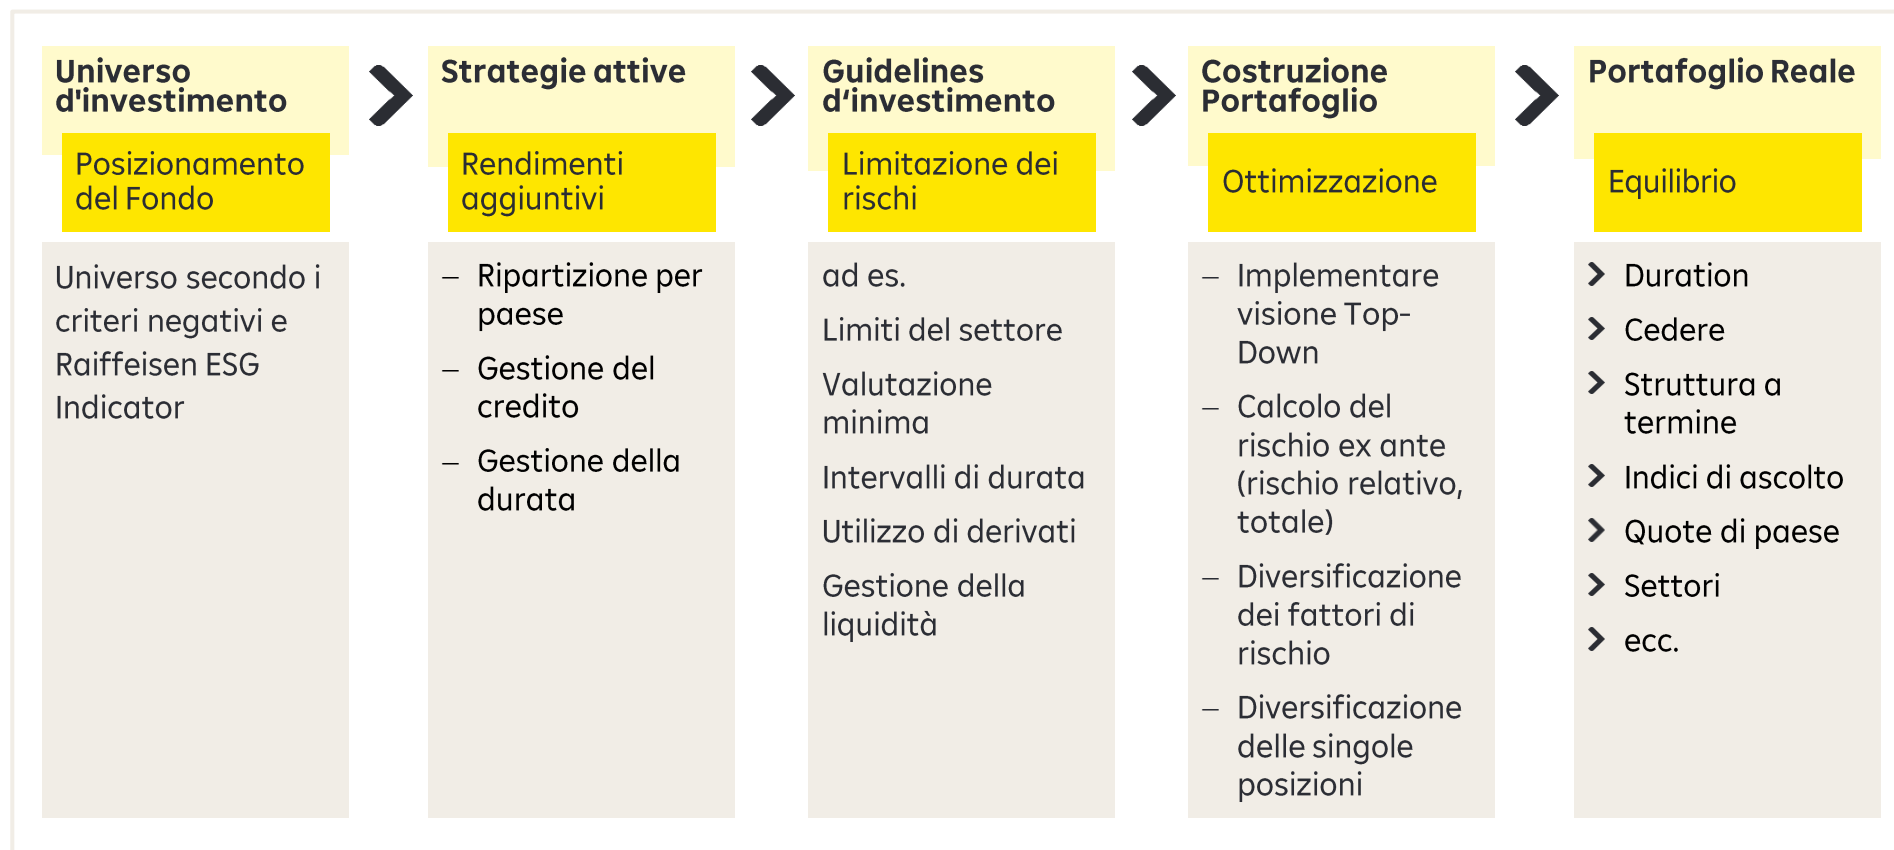 Universo
d'investimento
Posizionamento
del Fondo
Universo secondo i
criteri negativi e
Raiffeisen ESG
Indicator
Strategie attive
Rendimenti
aggiuntivi
– Ripartizione per
paese
– Gestione del
credito
– Gestione della
durata
Guidelines
d‘investimento
Limitazione dei
rischi
ad es.
Limiti del settore
Valutazione
minima
Intervalli di durata
Utilizzo di derivati
Gestione della
liquidità
Costruzione
Portafoglio
Ottimizzazione
– Implementare
visione Top-
Down
– Calcolo del
rischio ex ante
(rischio relativo,
totale)
– Diversificazione
dei fattori di
rischio
– Diversificazione
delle singole
posizioni
Portafoglio Reale
Equilibrio
Duration
Cedere
Struttura a
termine
Indici di ascolto
Quote di paese
Settori
ecc.